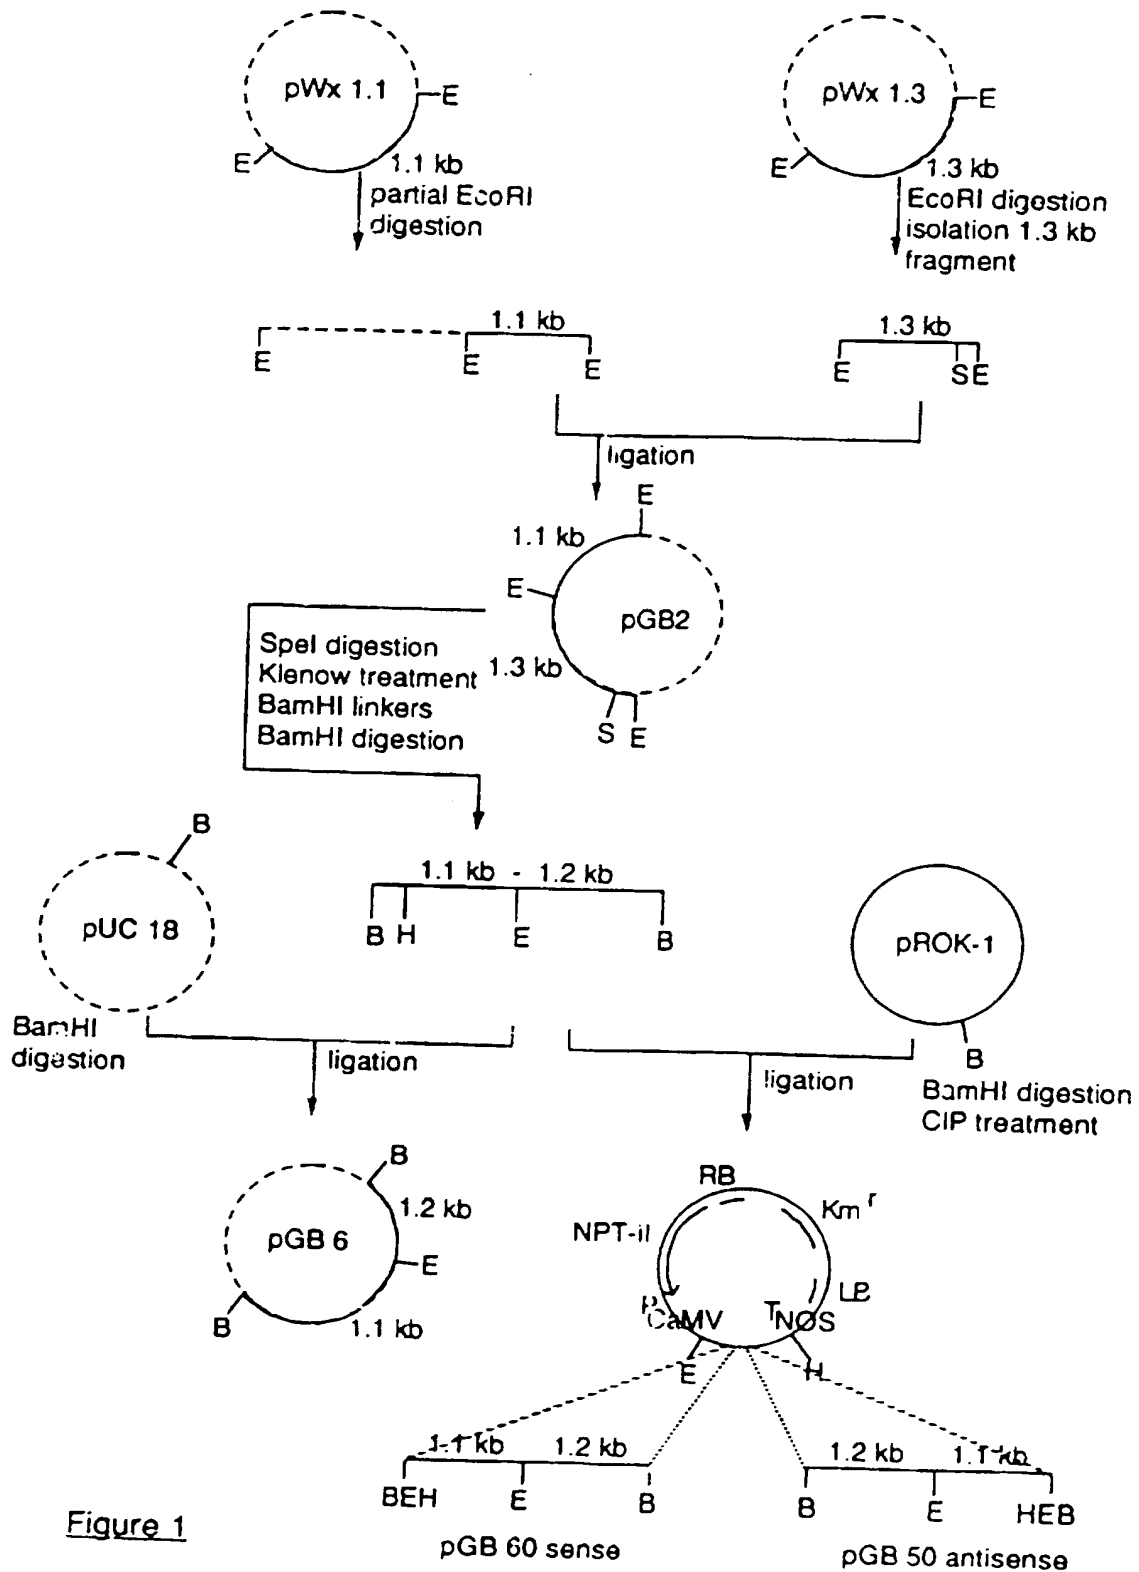 pWx 1.1
E
E
1.1 kb
partial EcoRI
digestion
pWx 1.3
E
E
1.3 kb
EcoRI digestion
isolation 1.3 kb
fragment
1.1 kb
E
E
E
1.3 kb
E
S E
ligation
E
1.1 kb
E
pGB2
1.3 kb
S E
SpeI digestion
Klenow treatment
BamHI linkers
BamHI digestion
B
pUC 18
BamHI
digestion
1.1 kb - 1.2 kb
B H E B
pROK-1
B
BamHI digestion
CIP treatment
ligation
ligation
B
1.2 kb
pGB 6
E
B
1.1 kb
RB
Km r
NPT-II
LB
P CaMV
T NOS
E
H
1.1 kb 1.2 kb
BEH E B
pGB 60 sense
1.2 kb 1.1 kb
B E HEB
pGB 50 antisense
Figure 1